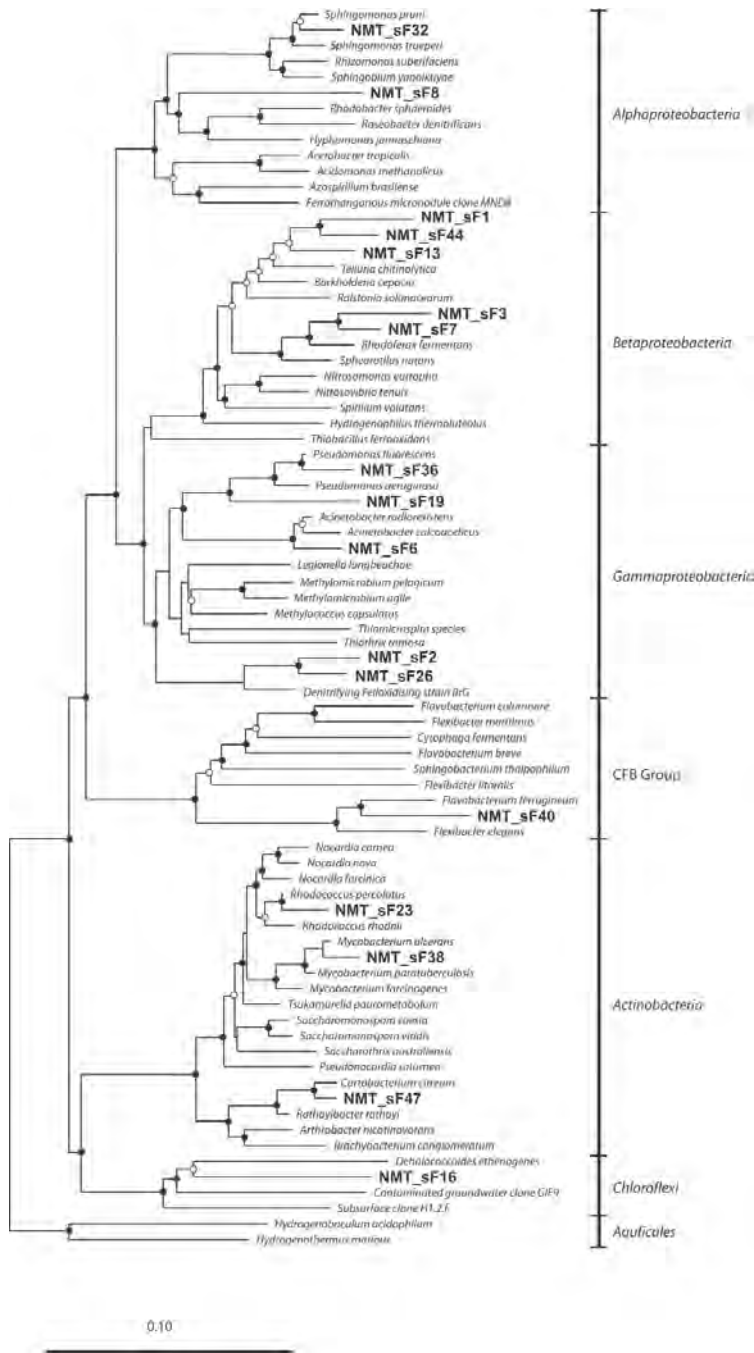 Sphingomonas pruni
NMT_sF32
Sphingomonas trueperi
Rhizomonas suberifaciens
Sphingobium yanoikuyae
NMT_sF8
Rhodobacter sphaeroides
Roseobacter denitrificans
Hyphomonas jannaschiana
Alphaproteobacteria
Acetobacter tropicalis
Acidomonas methanolicus
Azospirillum brasilense
Ferromanganous micronodule clone
NMT_sF1
NMT_sF44
NMT_sF13
Telluria chitinolytica
Burkholderia cepacia
Ralstonia solanacearum
NMT_sF3
NMT_sF7
Rhodoferax fermentans
Betaproteobacteria
Sphaerotilus natans
Nitrosomonas europha
Nitrosovibrio tenuis
Spirillum volutans
Hydrogenophilus thermoluteolus
Thiobacillus ferrooxidans
Pseudomonas fluorescens
NMT_sF36
Pseudomonas aeruginosa
NMT_sF19
Acinetobacter radioresistens
Acinetobacter calcoaceticus
NMT_sF6
Legionella longbeachae
Gammaproteobacteria
Methylomicrobium pelagicum
Methylomicrobium agile
Methylococcus capsulatus
Thiomicrospira species
Thiothrix ramosa
NMT_sF2
NMT_sF26
Denitrifying Fe-oxidising strain BrG
Flavobacterium columnare
Flexibacter maritimus
Cytophaga fermentans
Flavobacterium breve
Sphingobacterium thalpophilum
CFB Group
Flexibacter litoralis
Flavobacterium ferrugineum
NMT_sF40
Flexibacter elegans
Nocardia carnea
Nocardia nova
Nocardia farcinica
Rhodococcus percolatus
NMT_sF23
Rhodococcus rhodnii
Mycobacterium ulcerans
NMT_sF38
Mycobacterium paratuberculosis
Mycobacterium farcinogenes
Tsukamurella paurometabolum
Actinobacteria
Saccharomonospora caesia
Saccharomonospora viridis
Saccharothrix australiensis
Pseudonocardia
Curtobacterium citreum
NMT_sF47
Rathayibacter rathayi
Arthrobacter nicotinovorans
Brachybacterium conglomeratum
Dehalococcoides ethenogenes
NMT_sF16
Contaminated groundwater clone GIF9
Chloroflexi
Subsurface clone H1.2.f
Hydrogenobaculum acidophilum
Aquficales
Hydrogenothermus marinus
0.10